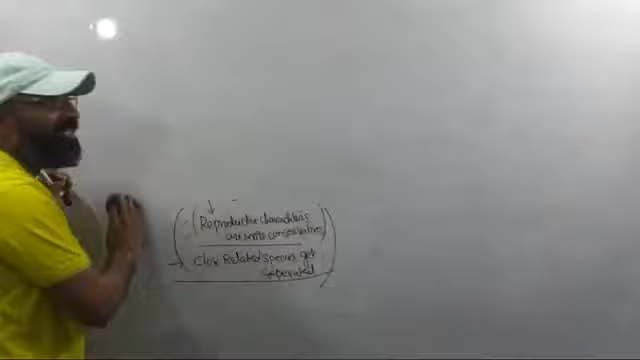 Reproductive characters
are more conservative
Close Related species get
seperated